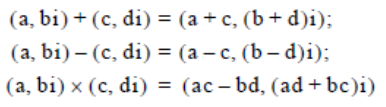 (a, bi) + (c, di) = (a + c, (b + d)i);
(a, bi) – (c, di) = (a – c, (b – d)i);
(a, bi) × (c, di) = (ac – bd, (ad + bc)i)